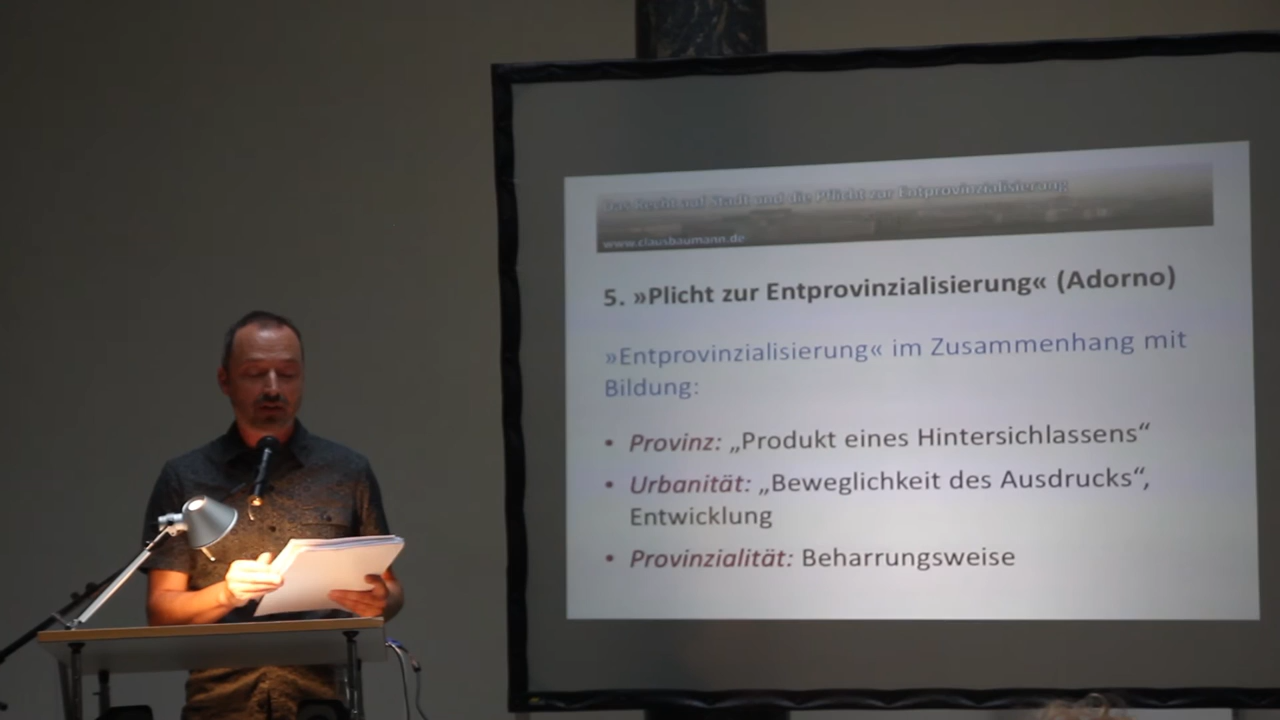 Das Recht auf Stadt und die Pflicht zur Entprovinzialisierung
www.clausbaumann.de
5. »Plicht zur Entprovinzialisierung« (Adorno)
»Entprovinzialisierung« im Zusammenhang mit
Bildung:
• Provinz: „Produkt eines Hintersichlassens“
• Urbanität: „Beweglichkeit des Ausdrucks“,
Entwicklung
• Provinzialität: Beharrungsweise